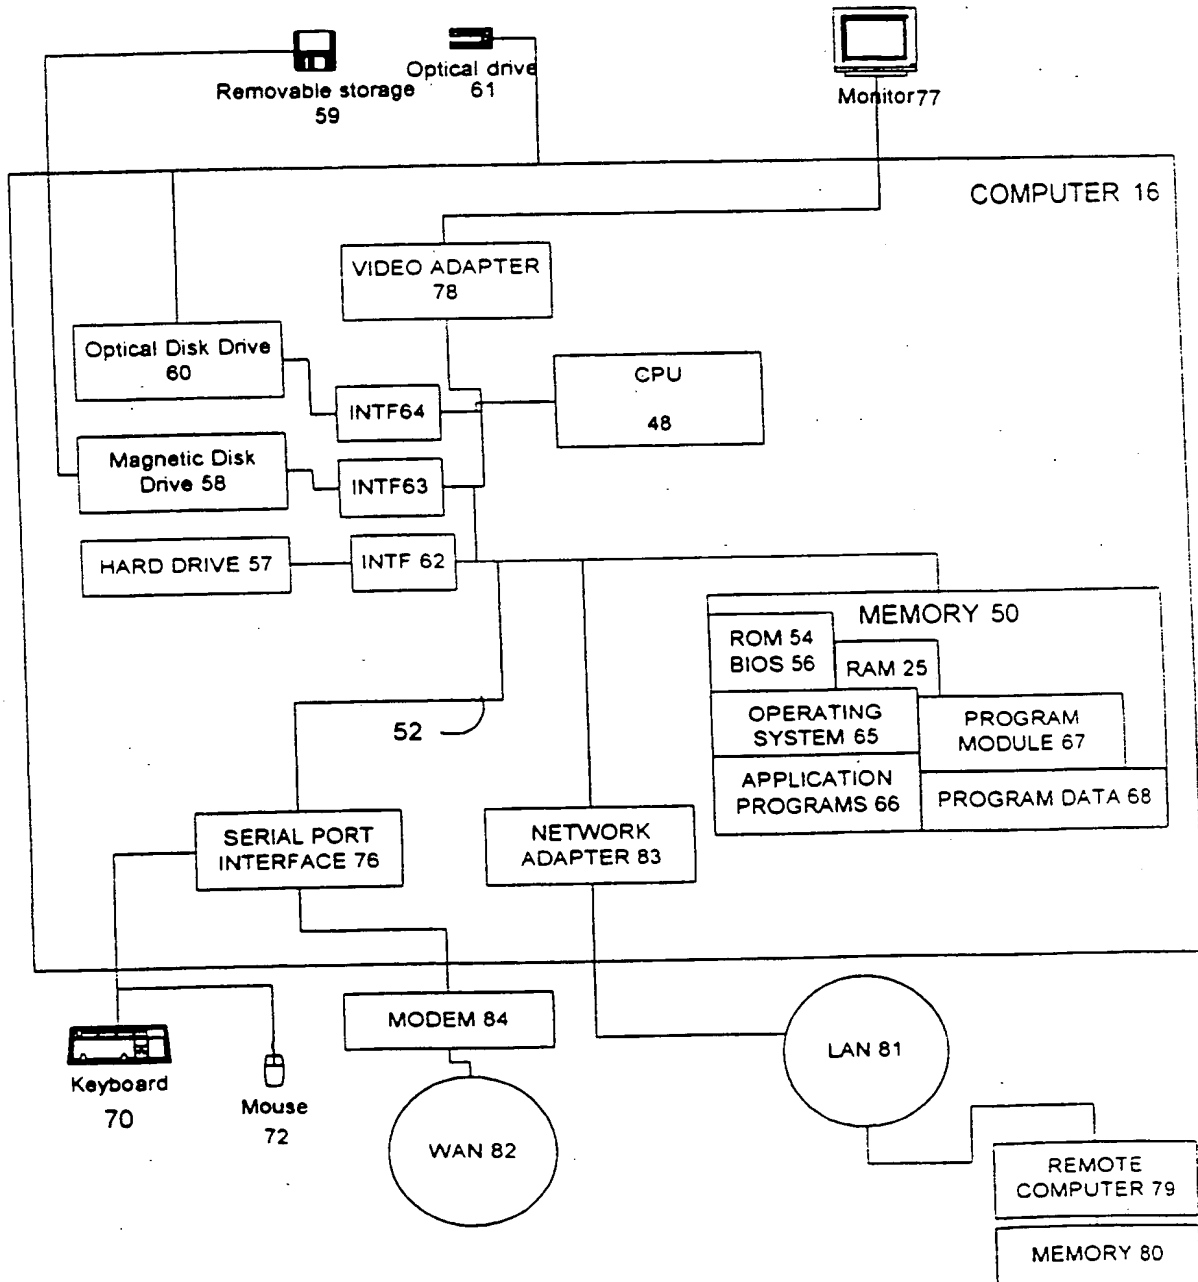 Removable storage
59
Optical drive
61
Monitor77
COMPUTER 16
VIDEO ADAPTER
78
Optical Disk Drive
60
INTF64
CPU
48
Magnetic Disk
Drive 58
INTF63
HARD DRIVE 57
INTF 62
MEMORY 50
ROM 54
BIOS 56
RAM 25
OPERATING
SYSTEM 65
PROGRAM
MODULE 67
APPLICATION
PROGRAMS 66
PROGRAM DATA 68
52
SERIAL PORT
INTERFACE 76
NETWORK
ADAPTER 83
Keyboard
70
Mouse
72
MODEM 84
WAN 82
LAN 81
REMOTE
COMPUTER 79
MEMORY 80